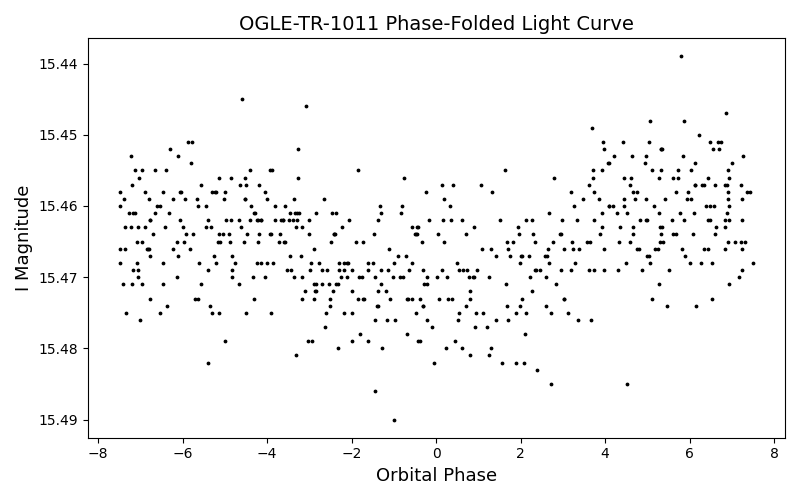 OGLE-TR-1011 Phase-Folded Light Curve
15.44
15.45
15.46
15.47
15.48
15.49
I Magnitude
−8 −6 −4 −2 0 2 4 6 8
Orbital Phase